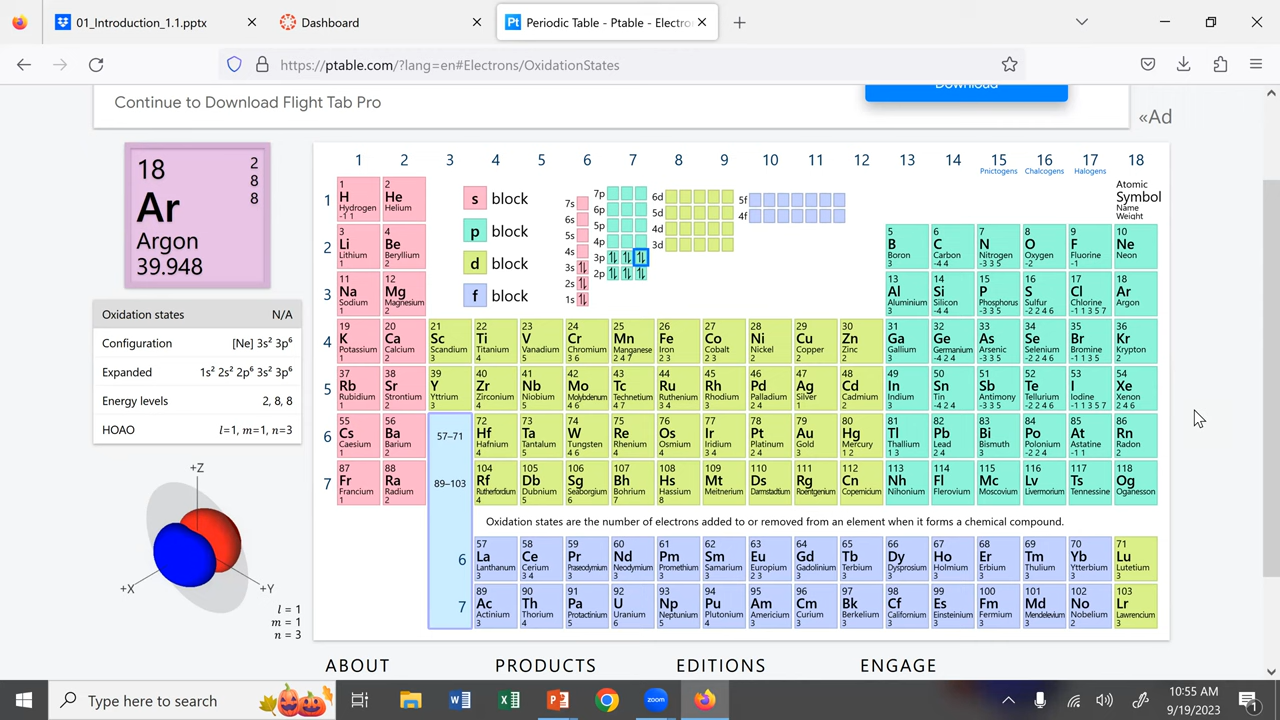 01_Introduction_1.1.pptx
Dashboard
Pt Periodic Table - Ptable - Electro
https://ptable.com/?lang=en#Electrons/OxidationStates
Continue to Download Flight Tab Pro
Download
«Ad
18
Ar
Argon
39.948
2
8
8
Oxidation states N/A
Configuration [Ne] 3s² 3p⁶
Expanded 1s² 2s² 2p⁶ 3s² 3p⁶
Energy levels 2, 8, 8
HOAO l=1, m=1, n=3
+Z
+X
+Y
l = 1
m = 1
n = 3
1 2 3 4 5 6 7 8 9 10 11 12 13 14 15 16 17 18
Pnictogens Chalcogens Halogens
s block
p block
d block
f block
7s
6s
5s
4s
3s
2s
1s
7p
6p
5p
4p
3p
2p
6d
5d
4d
3d
5f
4f
Atomic
Symbol
Name
Weight
1
1 H Hydrogen -1 1
2 He Helium
2
3 Li Lithium 1
4 Be Beryllium 2
5 B Boron 3
6 C Carbon -4 4
7 N Nitrogen -3 3 5
8 O Oxygen -2
9 F Fluorine -1
10 Ne Neon
3
11 Na Sodium 1
12 Mg Magnesium 2
13 Al Aluminium 3
14 Si Silicon -4 4
15 P Phosphorus -3 3 5
16 S Sulfur -2 2 4 6
17 Cl Chlorine -1 1 3 5 7
18 Ar Argon
4
19 K Potassium 1
20 Ca Calcium 2
21 Sc Scandium 3
22 Ti Titanium 4
23 V Vanadium 5
24 Cr Chromium 3 6
25 Mn Manganese 2 4 7
26 Fe Iron 2 3
27 Co Cobalt 2 3
28 Ni Nickel 2
29 Cu Copper 2
30 Zn Zinc 2
31 Ga Gallium 3
32 Ge Germanium -4 2 4
33 As Arsenic -3 3 5
34 Se Selenium -2 2 4 6
35 Br Bromine -1 1 3 5
36 Kr Krypton 2
5
37 Rb Rubidium 1
38 Sr Strontium 2
39 Y Yttrium 3
40 Zr Zirconium 4
41 Nb Niobium 5
42 Mo Molybdenum 4 6
43 Tc Technetium 4 7
44 Ru Ruthenium 3 4
45 Rh Rhodium 3
46 Pd Palladium 2 4
47 Ag Silver 1
48 Cd Cadmium 2
49 In Indium 3
50 Sn Tin -4 2 4
51 Sb Antimony -3 3 5
52 Te Tellurium -2 2 4 6
53 I Iodine -1 1 3 5 7
54 Xe Xenon 2 4 6
6
55 Cs Caesium 1
56 Ba Barium 2
57–71
72 Hf Hafnium 4
73 Ta Tantalum 5
74 W Tungsten 4 6
75 Re Rhenium 4
76 Os Osmium 4
77 Ir Iridium 3 4
78 Pt Platinum 2 4
79 Au Gold 3
80 Hg Mercury 1 2
81 Tl Thallium 1 3
82 Pb Lead 2 4
83 Bi Bismuth 3
84 Po Polonium -2 2 4
85 At Astatine -1 1
86 Rn Radon 2
7
87 Fr Francium 1
88 Ra Radium 2
89–103
104 Rf Rutherfordium 4
105 Db Dubnium 5
106 Sg Seaborgium 6
107 Bh Bohrium 7
108 Hs Hassium 8
109 Mt Meitnerium
110 Ds Darmstadtium
111 Rg Roentgenium
112 Cn Copernicium 2
113 Nh Nihonium
114 Fl Flerovium
115 Mc Moscovium
116 Lv Livermorium
117 Ts Tennessine
118 Og Oganesson
Oxidation states are the number of electrons added to or removed from an element when it forms a chemical compound.
6
57 La Lanthanum 3
58 Ce Cerium 3 4
59 Pr Praseodymium 3
60 Nd Neodymium 3
61 Pm Promethium 3
62 Sm Samarium 3
63 Eu Europium 2 3
64 Gd Gadolinium 3
65 Tb Terbium 3
66 Dy Dysprosium 3
67 Ho Holmium 3
68 Er Erbium 3
69 Tm Thulium 3
70 Yb Ytterbium 3
71 Lu Lutetium 3
7
89 Ac Actinium 3
90 Th Thorium 4
91 Pa Protactinium 5
92 U Uranium 6
93 Np Neptunium 5
94 Pu Plutonium 4
95 Am Americium 3
96 Cm Curium 3
97 Bk Berkelium 3
98 Cf Californium 3
99 Es Einsteinium 3
100 Fm Fermium 3
101 Md Mendelevium 3
102 No Nobelium 2
103 Lr Lawrencium 3
ABOUT PRODUCTS EDITIONS ENGAGE
Type here to search
zoom
10:55 AM
9/19/2023
1